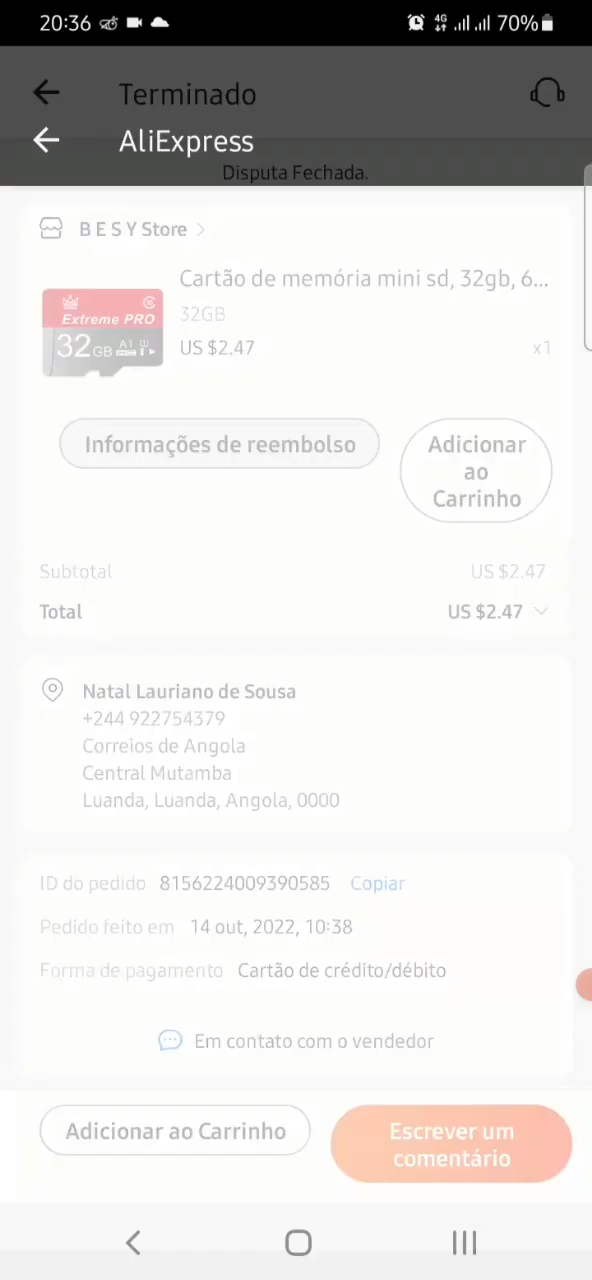 20:36 4G 70%
Terminado
AliExpress
Disputa Fechada.
B E S Y Store
Cartão de memória mini sd, 32gb, 6...
Extreme PRO
32GB A1
32GB
US $2.47 x1
Informações de reembolso
Adicionar
ao
Carrinho
Subtotal US $2.47
Total US $2.47
Natal Lauriano de Sousa
+244 922754379
Correios de Angola
Central Mutamba
Luanda, Luanda, Angola, 0000
ID do pedido 8156224009390585 Copiar
Pedido feito em 14 out, 2022, 10:38
Forma de pagamento Cartão de crédito/débito
Em contato com o vendedor
Adicionar ao Carrinho
Escrever um
comentário